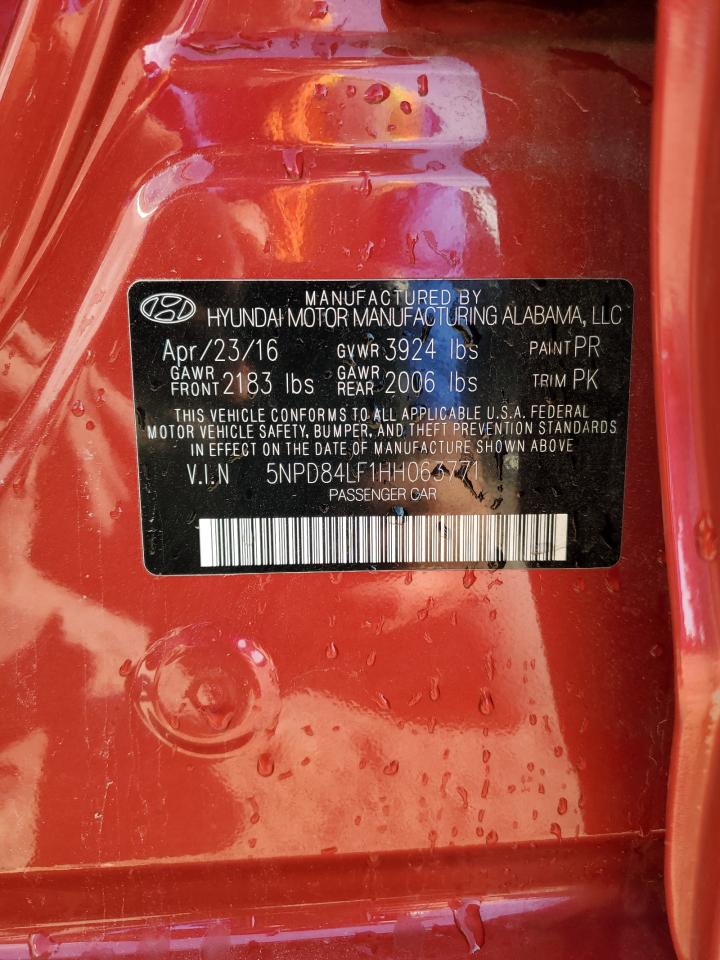 MANUFACTURED BY
HYUNDAI MOTOR MANUFACTURING ALABAMA, LLC
Apr/23/16 GVWR 3924 lbs PAINT PR
GAWR FRONT 2183 lbs GAWR REAR 2006 lbs TRIM PK
THIS VEHICLE CONFORMS TO ALL APPLICABLE U.S.A. FEDERAL
MOTOR VEHICLE SAFETY, BUMPER, AND THEFT PREVENTION STANDARDS
IN EFFECT ON THE DATE OF MANUFACTURE SHOWN ABOVE
V.I.N 5NPD84LF1HH063771
PASSENGER CAR